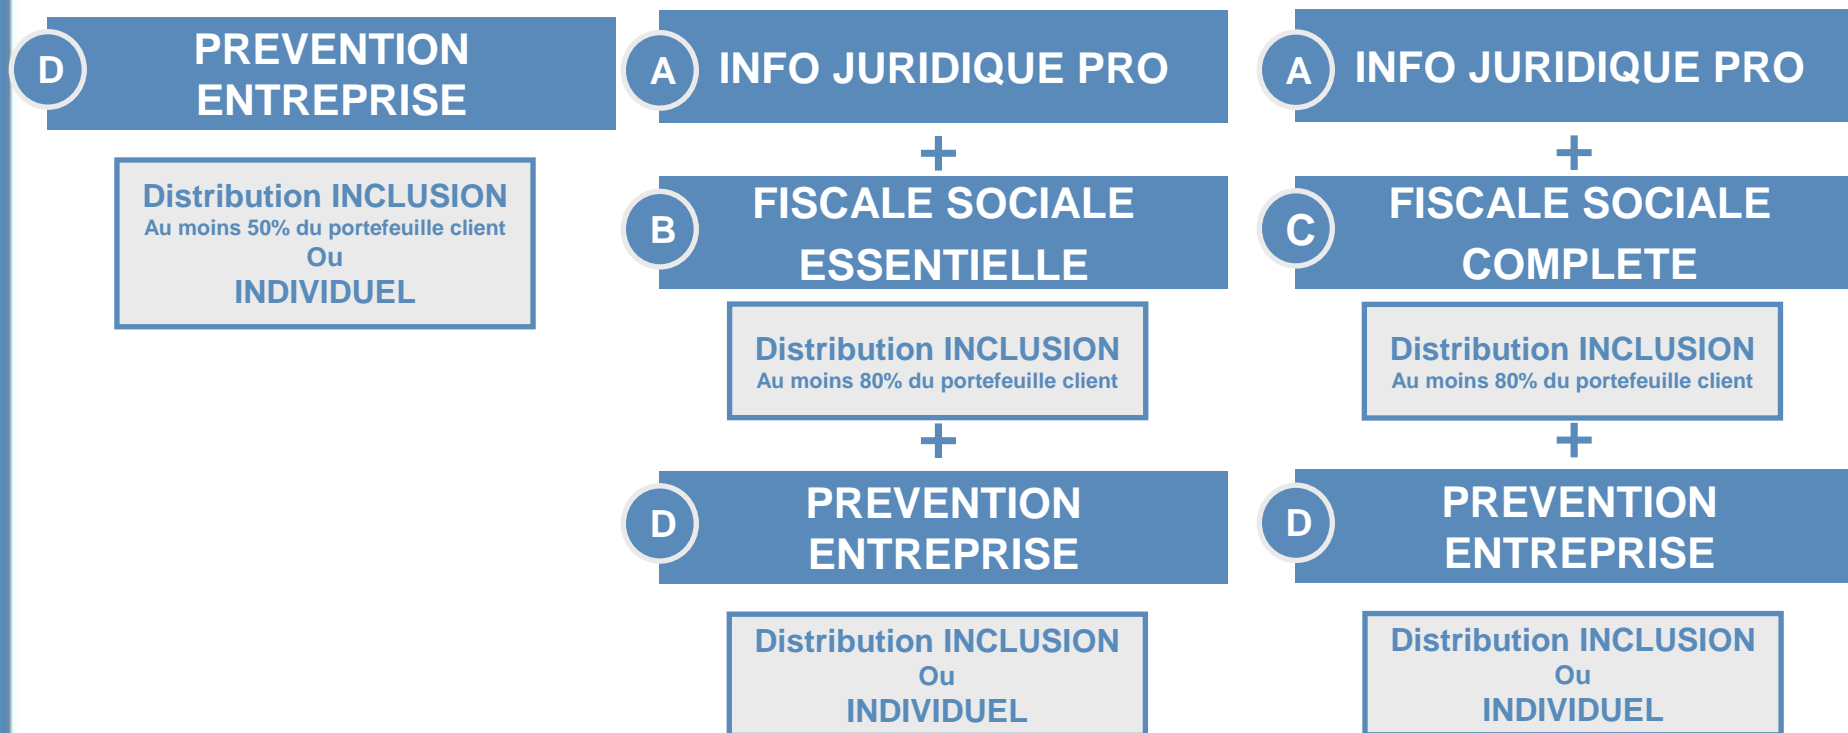 D
PREVENTION
ENTREPRISE
Distribution INCLUSION
Au moins 50% du portefeuille client
Ou
INDIVIDUEL
A
INFO JURIDIQUE PRO
+
B
FISCALE SOCIALE
ESSENTIELLE
Distribution INCLUSION
Au moins 80% du portefeuille client
+
D
PREVENTION
ENTREPRISE
Distribution INCLUSION
Ou
INDIVIDUEL
A
INFO JURIDIQUE PRO
+
C
FISCALE SOCIALE
COMPLETE
Distribution INCLUSION
Au moins 80% du portefeuille client
+
D
PREVENTION
ENTREPRISE
Distribution INCLUSION
Ou
INDIVIDUEL